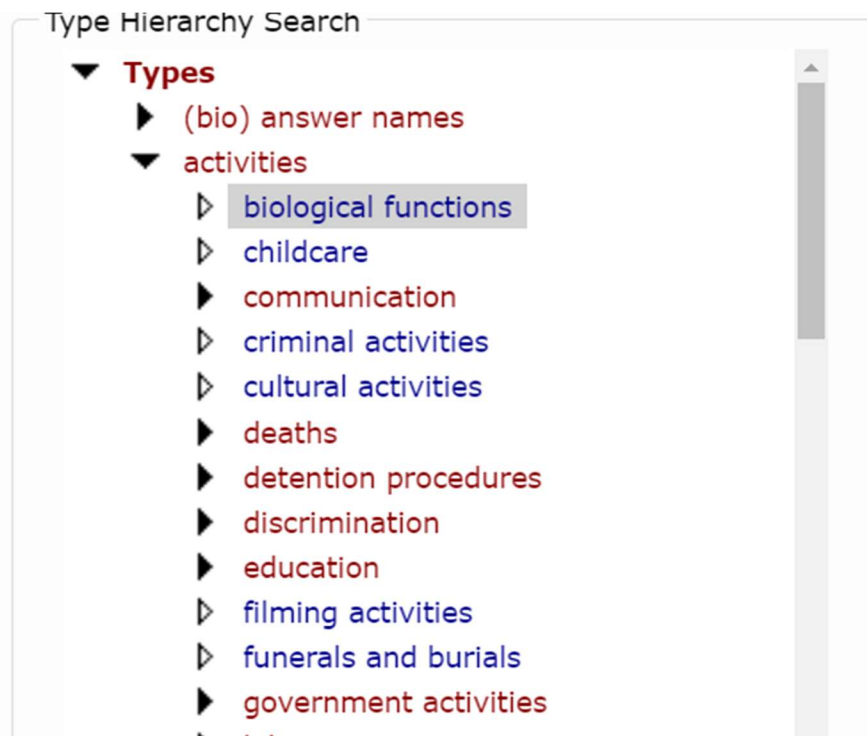 Type Hierarchy Search
Types
(bio) answer names
activities
biological functions
childcare
communication
criminal activities
cultural activities
deaths
detention procedures
discrimination
education
filming activities
funerals and burials
government activities